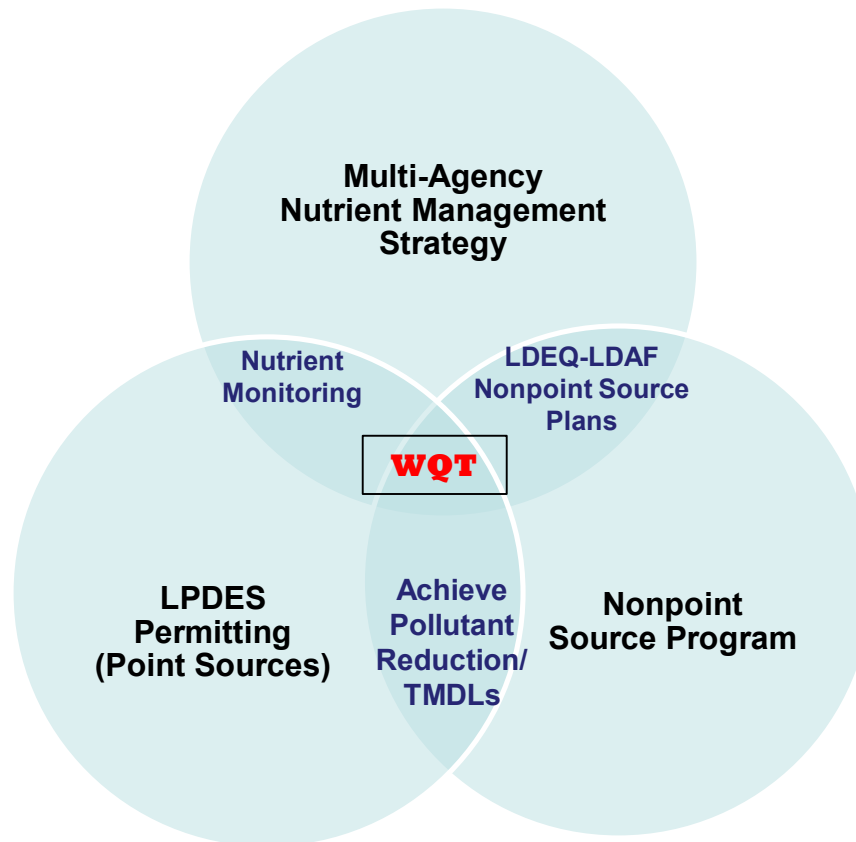 Multi-Agency
Nutrient Management
Strategy
Nutrient
Monitoring
LDEQ-LDAF
Nonpoint Source
Plans
WQT
LPDES
Permitting
(Point Sources)
Achieve
Pollutant
Reduction/
TMDLs
Nonpoint
Source Program